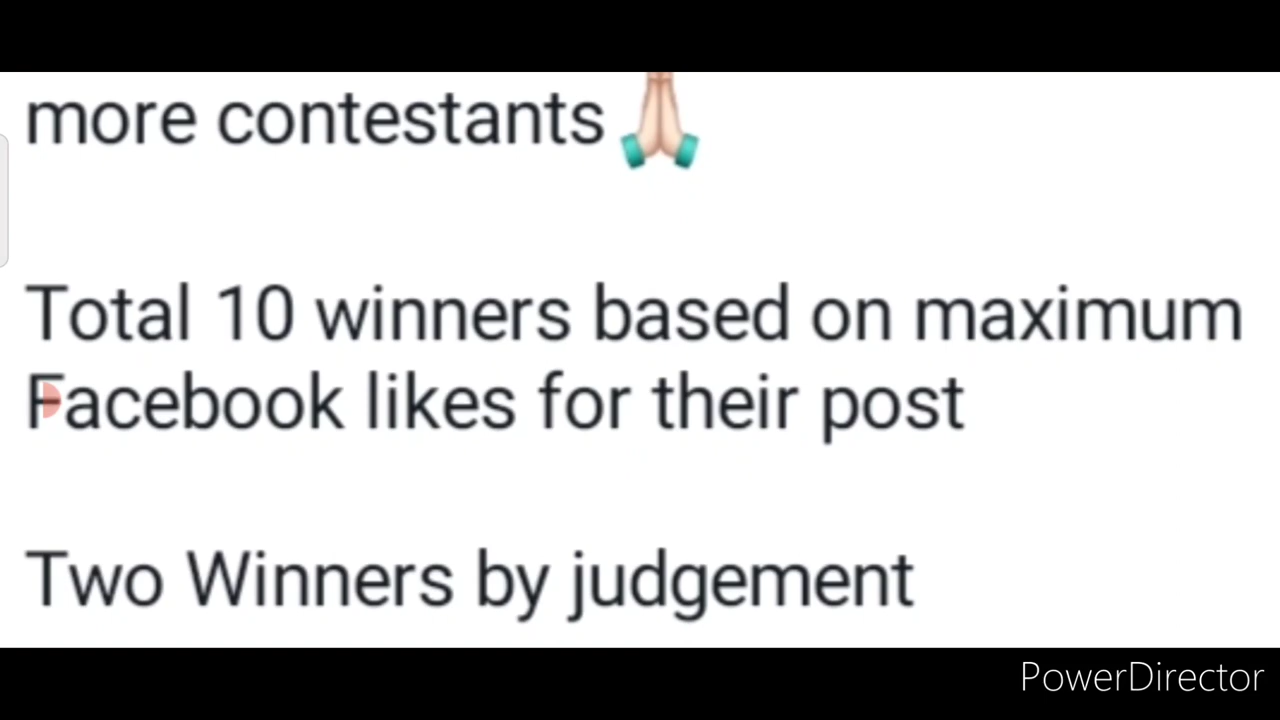 more contestants🙏🏻
Total 10 winners based on maximum
Facebook likes for their post
Two Winners by judgement
PowerDirector